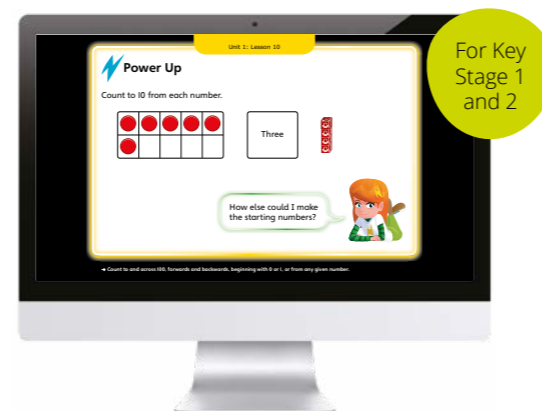 Unit 1: Lesson 10
Power Up
Count to 10 from each number.
Three
How else could I make
the starting numbers?
➜ Count to and across 100, forwards and backwards, beginning with 0 or 1, or from any given number.
For Key
Stage 1
and 2